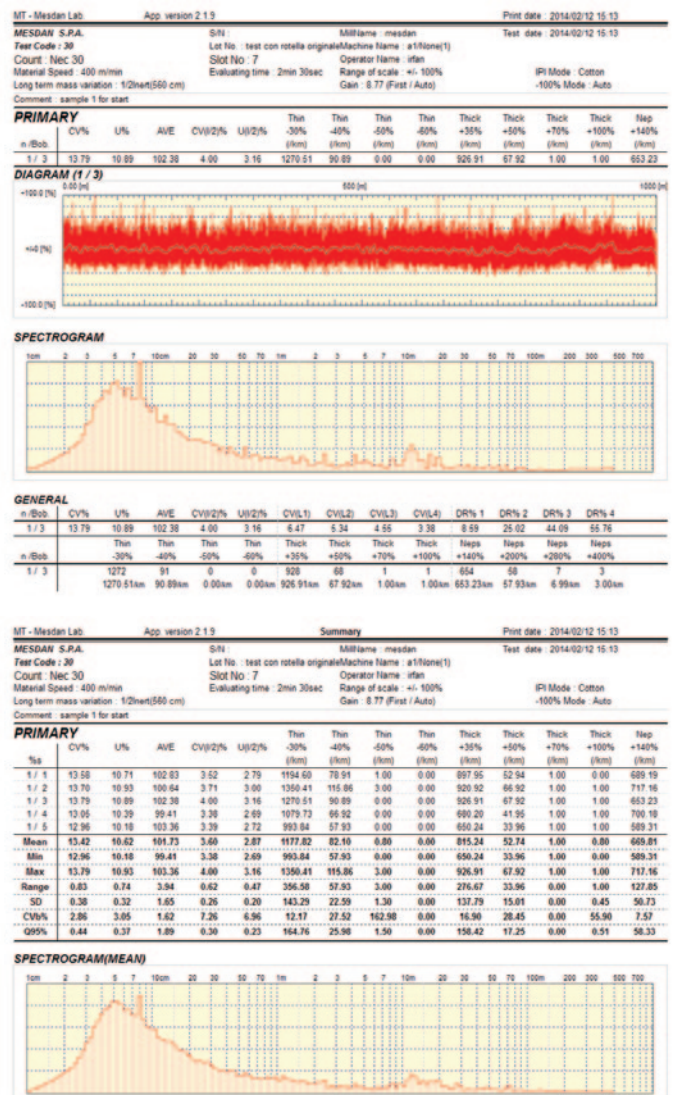 MT - Mesdan Lab. App. version 2.1.9 Print date : 2014/02/12 15:13
MESDAN S.P.A. S/N : MillName : mesdan Test date : 2014/02/12 15:13
Test Code : 30 Lot No. : test con rotella originaleMachine Name : a1/None(1)
Count : Nec 30 Slot No : 7 Operator Name : irfan
Material Speed : 400 m/min Evaluating time : 2min 30sec Range of scale : +/- 100% IPI Mode : Cotton
Long term mass variation : 1/2Inert(560 cm) Gain : 8.77 (First / Auto) -100% Mode : Auto
Comment : sample 1 for start
PRIMARY Thin Thin Thin Thin Thick Thick Thick Thick Nep
CV% U% AVE CV(I/2)% U(I/2)% -30% -40% -50% -60% +35% +50% +70% +100% +140%
n /Bob. (/km) (/km) (/km) (/km) (/km) (/km) (/km) (/km) (/km)
1 / 3 13.79 10.89 102.38 4.00 3.16 1270.51 90.89 0.00 0.00 926.91 67.92 1.00 1.00 653.23
DIAGRAM (1 / 3)
0.00 [m] 500 [m] 1000 [m]
+100.0 [%]
+/-0 [%]
-100.0 [%]
SPECTROGRAM
1cm 2 3 5 7 10cm 20 30 50 70 1m 2 3 5 7 10m 20 30 50 70 100m 200 300 500 700
GENERAL
n /Bob. CV% U% AVE CV(I/2)% U(I/2)% CV(L1) CV(L2) CV(L3) CV(L4) DR% 1 DR% 2 DR% 3 DR% 4
1 / 3 13.79 10.89 102.38 4.00 3.16 6.47 5.34 4.55 3.38 8.59 25.02 44.09 55.76
Thin Thin Thin Thin Thick Thick Thick Thick Neps Neps Neps Neps
n /Bob. -30% -40% -50% -60% +35% +50% +70% +100% +140% +200% +280% +400%
1 / 3 1272 91 0 0 928 68 1 1 654 58 7 3
1270.51/km 90.89/km 0.00/km 0.00/km 926.91/km 67.92/km 1.00/km 1.00/km 653.23/km 57.93/km 6.99/km 3.00/km
MT - Mesdan Lab. App. version 2.1.9 Summary Print date : 2014/02/12 15:13
MESDAN S.P.A. S/N : MillName : mesdan Test date : 2014/02/12 15:13
Test Code : 30 Lot No. : test con rotella originaleMachine Name : a1/None(1)
Count : Nec 30 Slot No : 7 Operator Name : irfan
Material Speed : 400 m/min Evaluating time : 2min 30sec Range of scale : +/- 100% IPI Mode : Cotton
Long term mass variation : 1/2Inert(560 cm) Gain : 8.77 (First / Auto) -100% Mode : Auto
Comment : sample 1 for start
PRIMARY Thin Thin Thin Thin Thick Thick Thick Thick Nep
CV% U% AVE CV(I/2)% U(I/2)% -30% -40% -50% -60% +35% +50% +70% +100% +140%
%s (/km) (/km) (/km) (/km) (/km) (/km) (/km) (/km) (/km)
1 / 1 13.58 10.71 102.83 3.52 2.79 1194.60 78.91 1.00 0.00 897.95 52.94 1.00 0.00 689.19
1 / 2 13.70 10.93 100.64 3.71 3.00 1350.41 115.86 3.00 0.00 920.92 66.92 1.00 1.00 717.16
1 / 3 13.79 10.89 102.38 4.00 3.16 1270.51 90.89 0.00 0.00 926.91 67.92 1.00 1.00 653.23
1 / 4 13.05 10.39 99.41 3.38 2.69 1079.73 66.92 0.00 0.00 680.20 41.95 1.00 1.00 700.18
1 / 5 12.96 10.18 103.36 3.39 2.72 993.84 57.93 0.00 0.00 650.24 33.96 1.00 1.00 589.31
Mean 13.42 10.62 101.73 3.60 2.87 1177.82 82.10 0.80 0.00 815.24 52.74 1.00 0.80 669.81
Min 12.96 10.18 99.41 3.38 2.69 993.84 57.93 0.00 0.00 650.24 33.96 1.00 0.00 589.31
Max 13.79 10.93 103.36 4.00 3.16 1350.41 115.86 3.00 0.00 926.91 67.92 1.00 1.00 717.16
Range 0.83 0.74 3.94 0.62 0.47 356.58 57.93 3.00 0.00 276.67 33.96 0.00 1.00 127.85
SD 0.38 0.32 1.65 0.26 0.20 143.29 22.59 1.30 0.00 137.79 15.01 0.00 0.45 50.73
CVb% 2.86 3.05 1.62 7.26 6.96 12.17 27.52 162.98 0.00 16.90 28.45 0.00 55.90 7.57
Q95% 0.44 0.37 1.89 0.30 0.23 164.76 25.98 1.50 0.00 158.42 17.25 0.00 0.51 58.33
SPECTROGRAM(MEAN)
1cm 2 3 5 7 10cm 20 30 50 70 1m 2 3 5 7 10m 20 30 50 70 100m 200 300 500 700